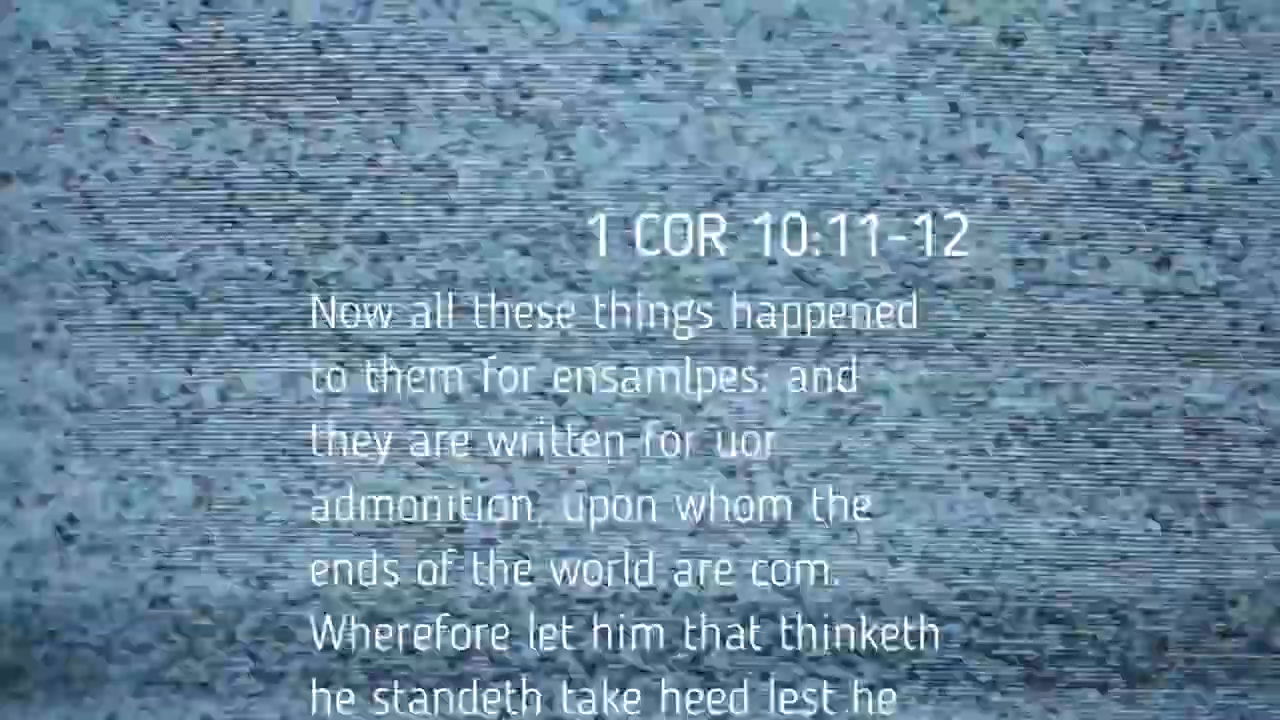 1 COR 10:11-12
Now all these things happened
to them for ensamlpes: and
they are written for uor
admonition, upon whom the
ends of the world are com.
Wherefore let him that thinketh
he standeth take heed lest he